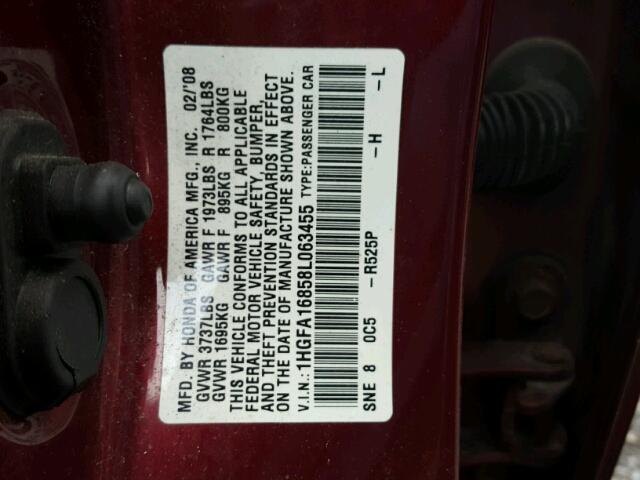 MFD. BY HONDA OF AMERICA MFG., INC. 02/'08
GVWR 3737LBS GAWR F 1973LBS R 1764LBS
GVWR 1695KG GAWR F 895KG R 800KG
THIS VEHICLE CONFORMS TO ALL APPLICABLE
FEDERAL MOTOR VEHICLE SAFETY, BUMPER,
AND THEFT PREVENTION STANDARDS IN EFFECT
ON THE DATE OF MANUFACTURE SHOWN ABOVE.
V.I.N.:1HGFA16858L063455 TYPE:PASSENGER CAR
SNE 8 0C5 –R525P –H –L